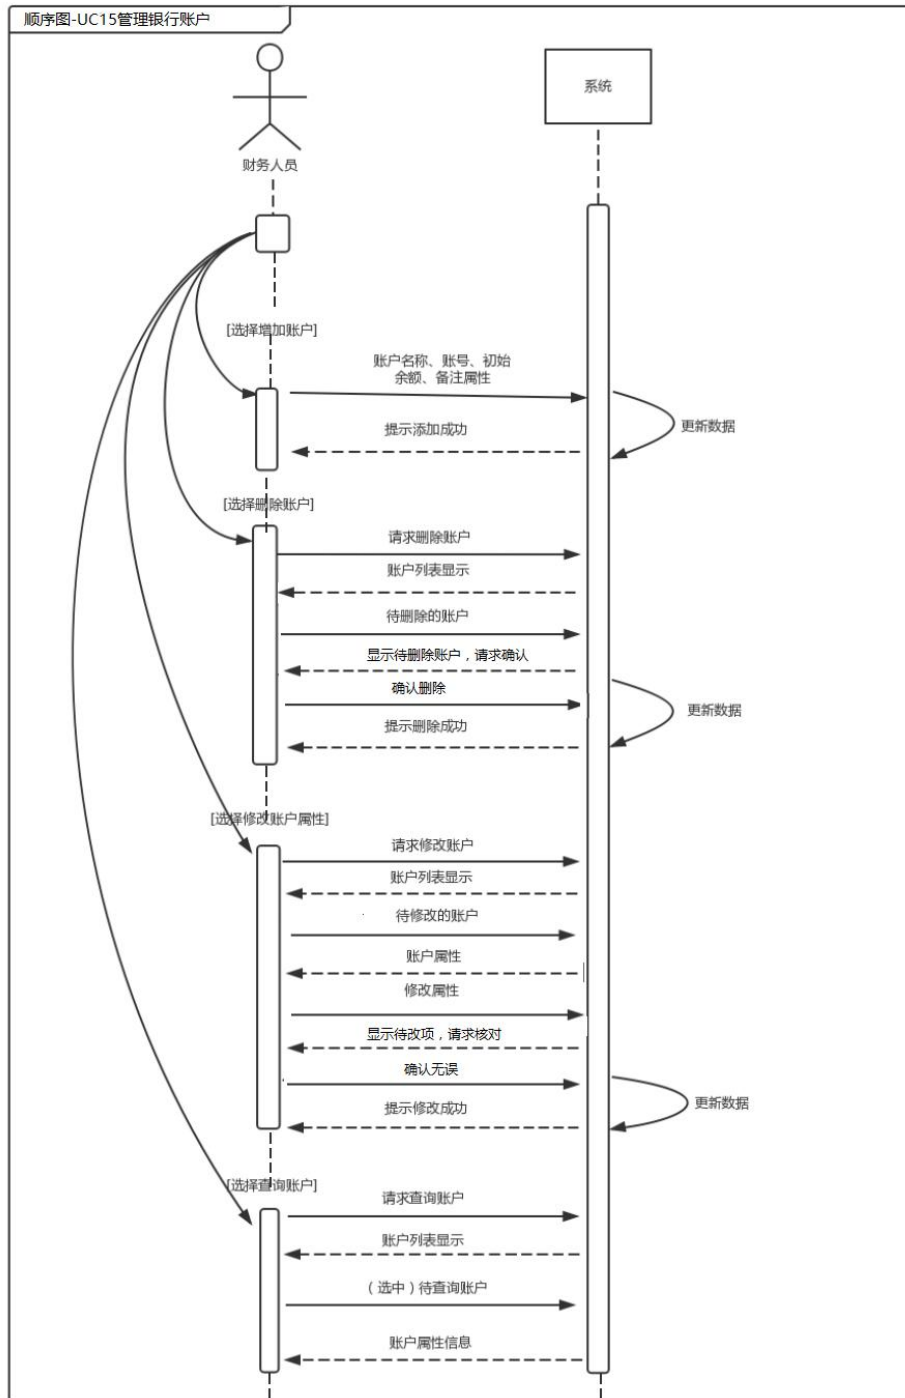 顺序图-UC15管理银行账户
系统
财务人员
[选择增加账户]
账户名称、账号、初始
余额、备注属性
更新数据
提示添加成功
[选择删除账户]
请求删除账户
账户列表显示
待删除的账户
显示待删除账户，请求确认
确认删除
更新数据
提示删除成功
[选择修改账户属性]
请求修改账户
账户列表显示
待修改的账户
账户属性
修改属性
显示待改项，请求核对
确认无误
更新数据
提示修改成功
[选择查询账户]
请求查询账户
账户列表显示
（选中）待查询账户
账户属性信息